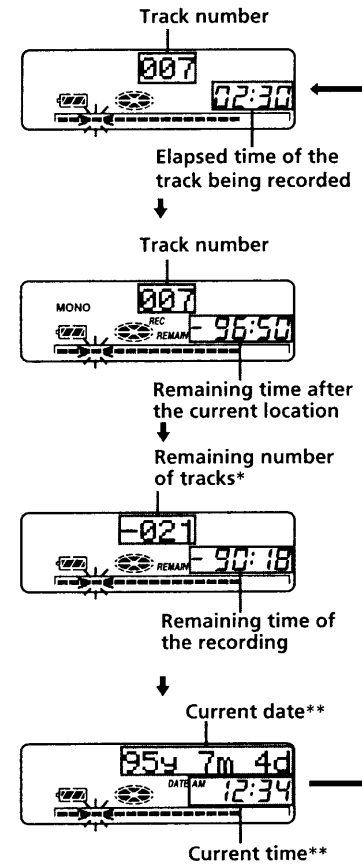 Track number
007
02:30
Elapsed time of the
track being recorded
Track number
007
MONO
REC
REMAIN
- 96:50
Remaining time after
the current location
Remaining number
of tracks*
-021
REMAIN
- 90:18
Remaining time of
the recording
Current date**
95y 7m 4d
DATE AM
12:34
Current time**